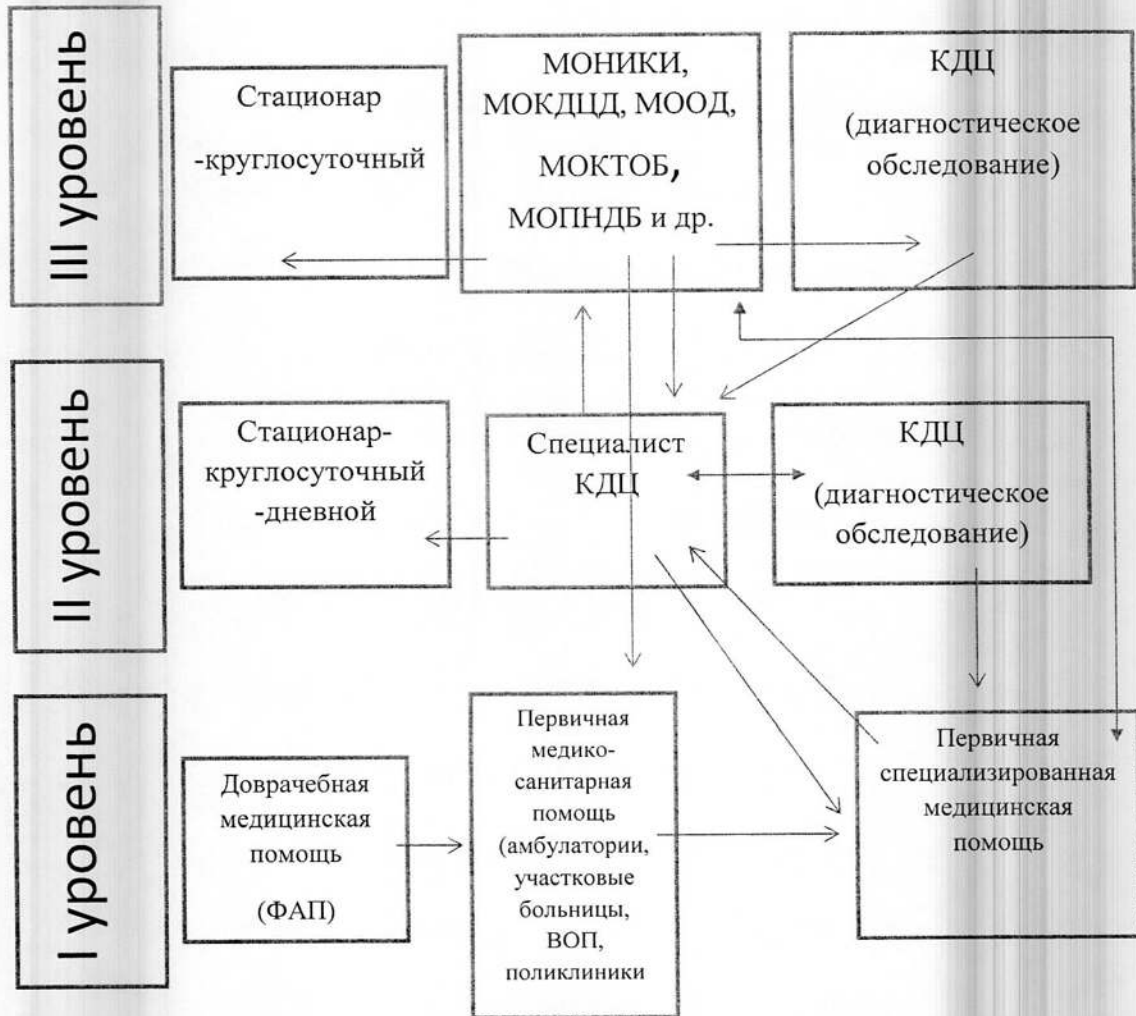 III уровень
Стационар
-круглосуточный
МОНИКИ,
МОКДЦД, МООД,
МОКТОБ,
МОПНДБ и др.
КДЦ
(диагностическое
обследование)
II уровень
Стационар-
круглосуточный
-дневной
Специалист
КДЦ
КДЦ
(диагностическое
обследование)
I уровень
Доврачебная
медицинская
помощь
(ФАП)
Первичная
медико-
санитарная
помощь
(амбулатории,
участковые
больницы,
ВОП,
поликлиники
Первичная
специализированная
медицинская
помощь